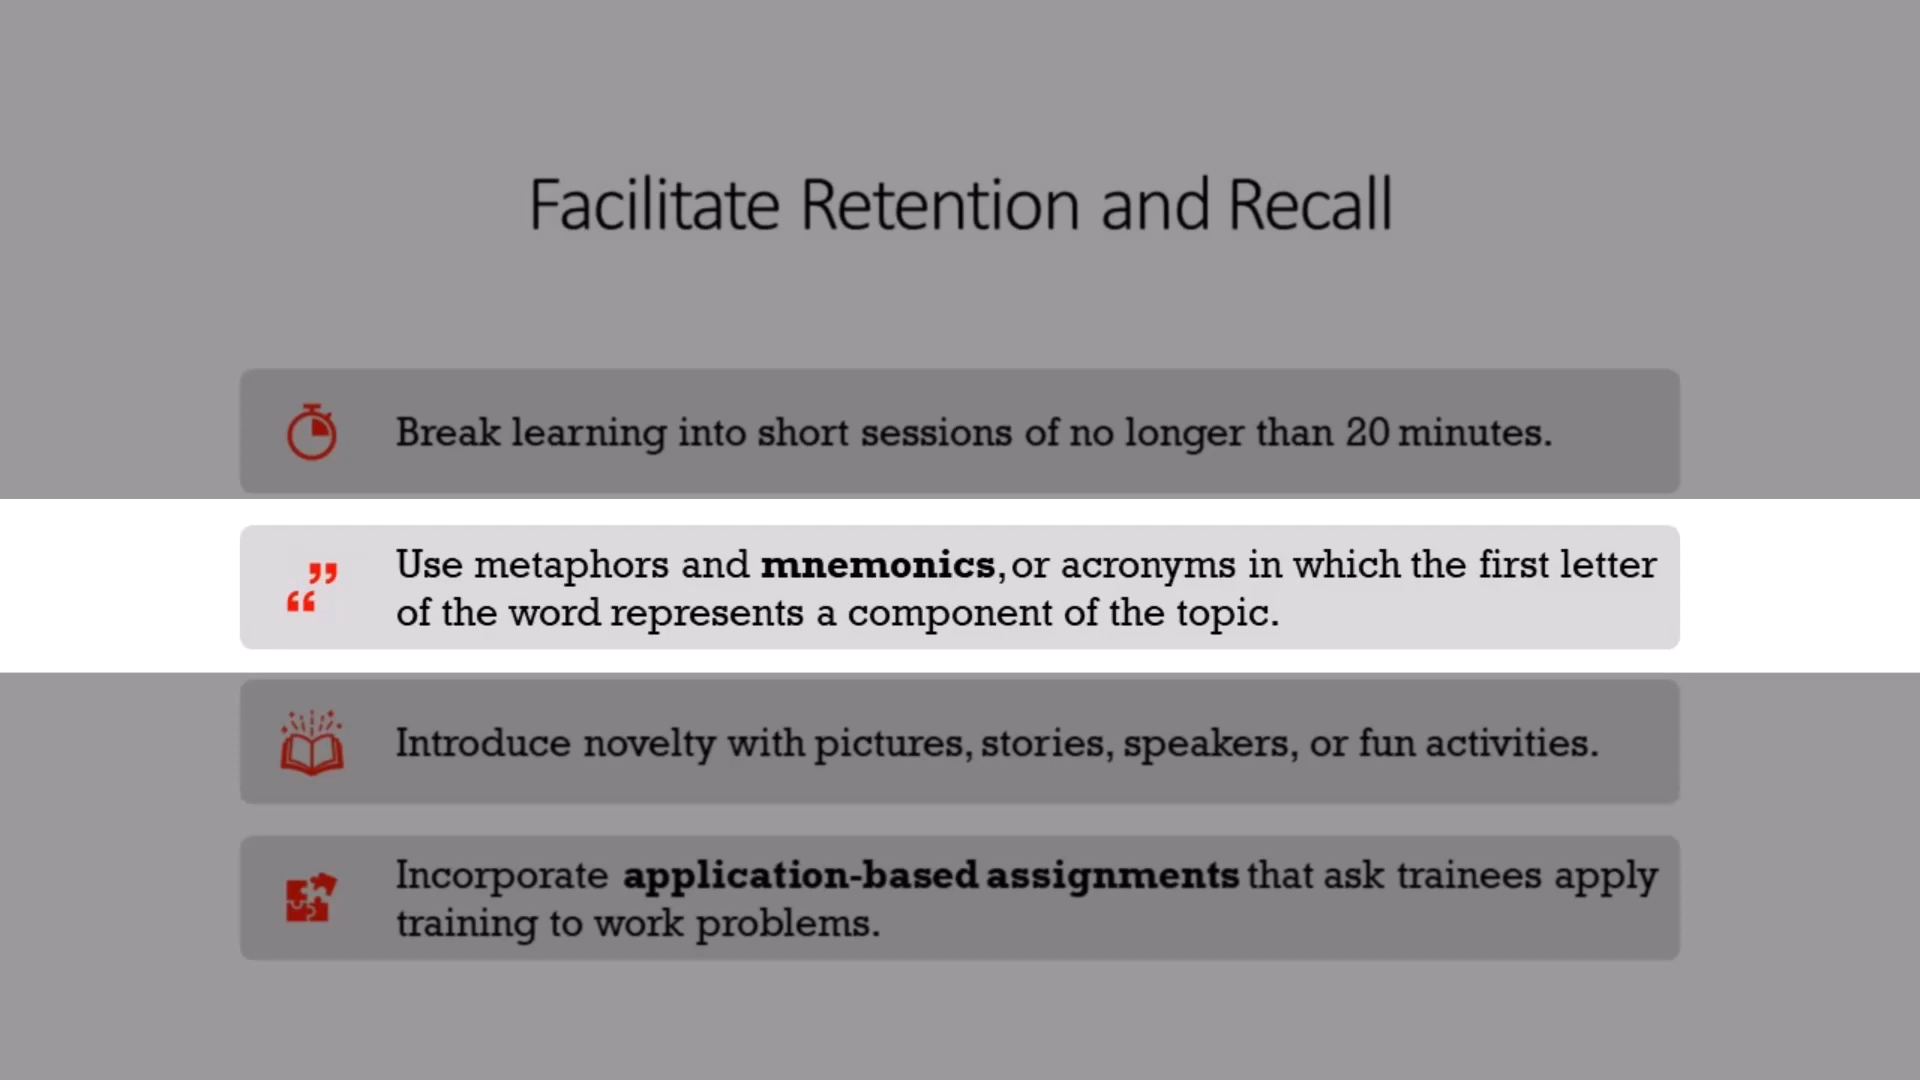 Facilitate Retention and Recall
Break learning into short sessions of no longer than 20 minutes.
Use metaphors and mnemonics, or acronyms in which the first letter
of the word represents a component of the topic.
Introduce novelty with pictures, stories, speakers, or fun activities.
Incorporate application-based assignments that ask trainees apply
training to work problems.